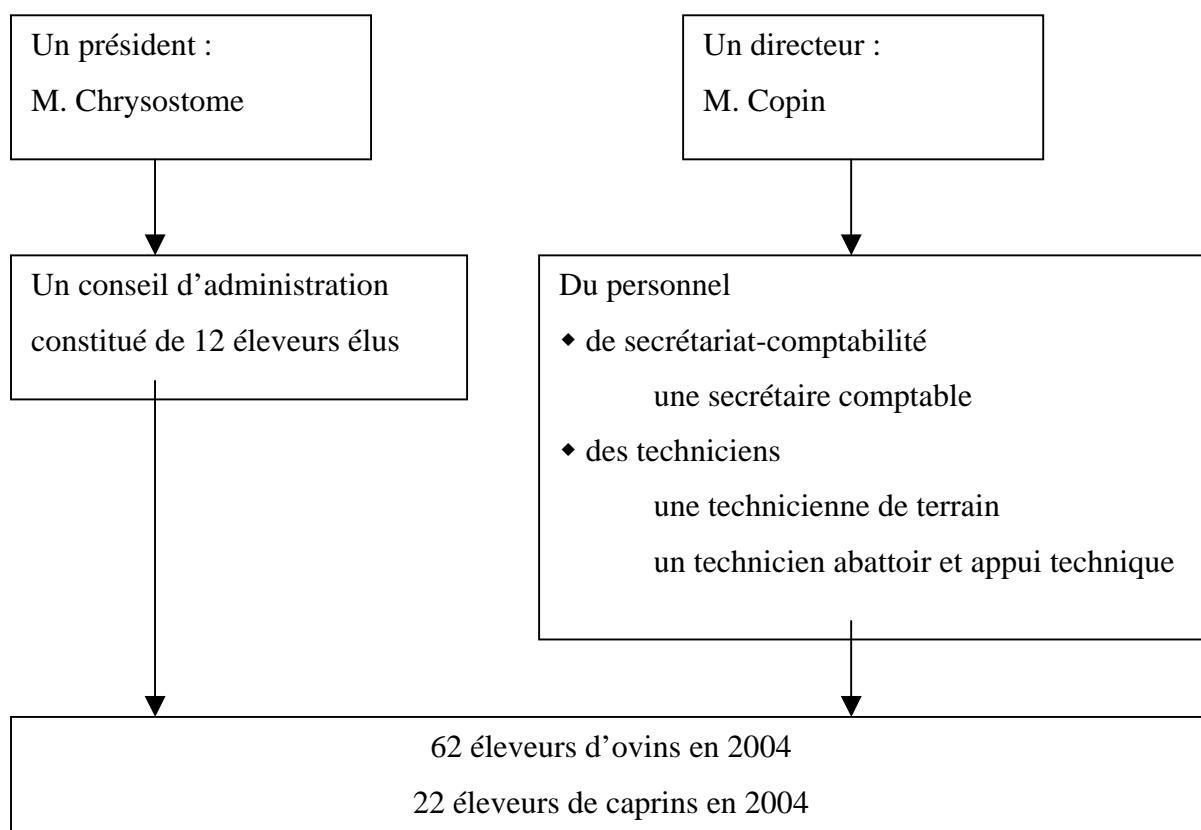 Un président :
M. Chrysostome
Un directeur :
M. Copin
Un conseil d’administration
constitué de 12 éleveurs élus
Du personnel
◆ de secrétariat-comptabilité
une secrétaire comptable
◆ des techniciens
une technicienne de terrain
un technicien abattoir et appui technique
62 éleveurs d’ovins en 2004
22 éleveurs de caprins en 2004